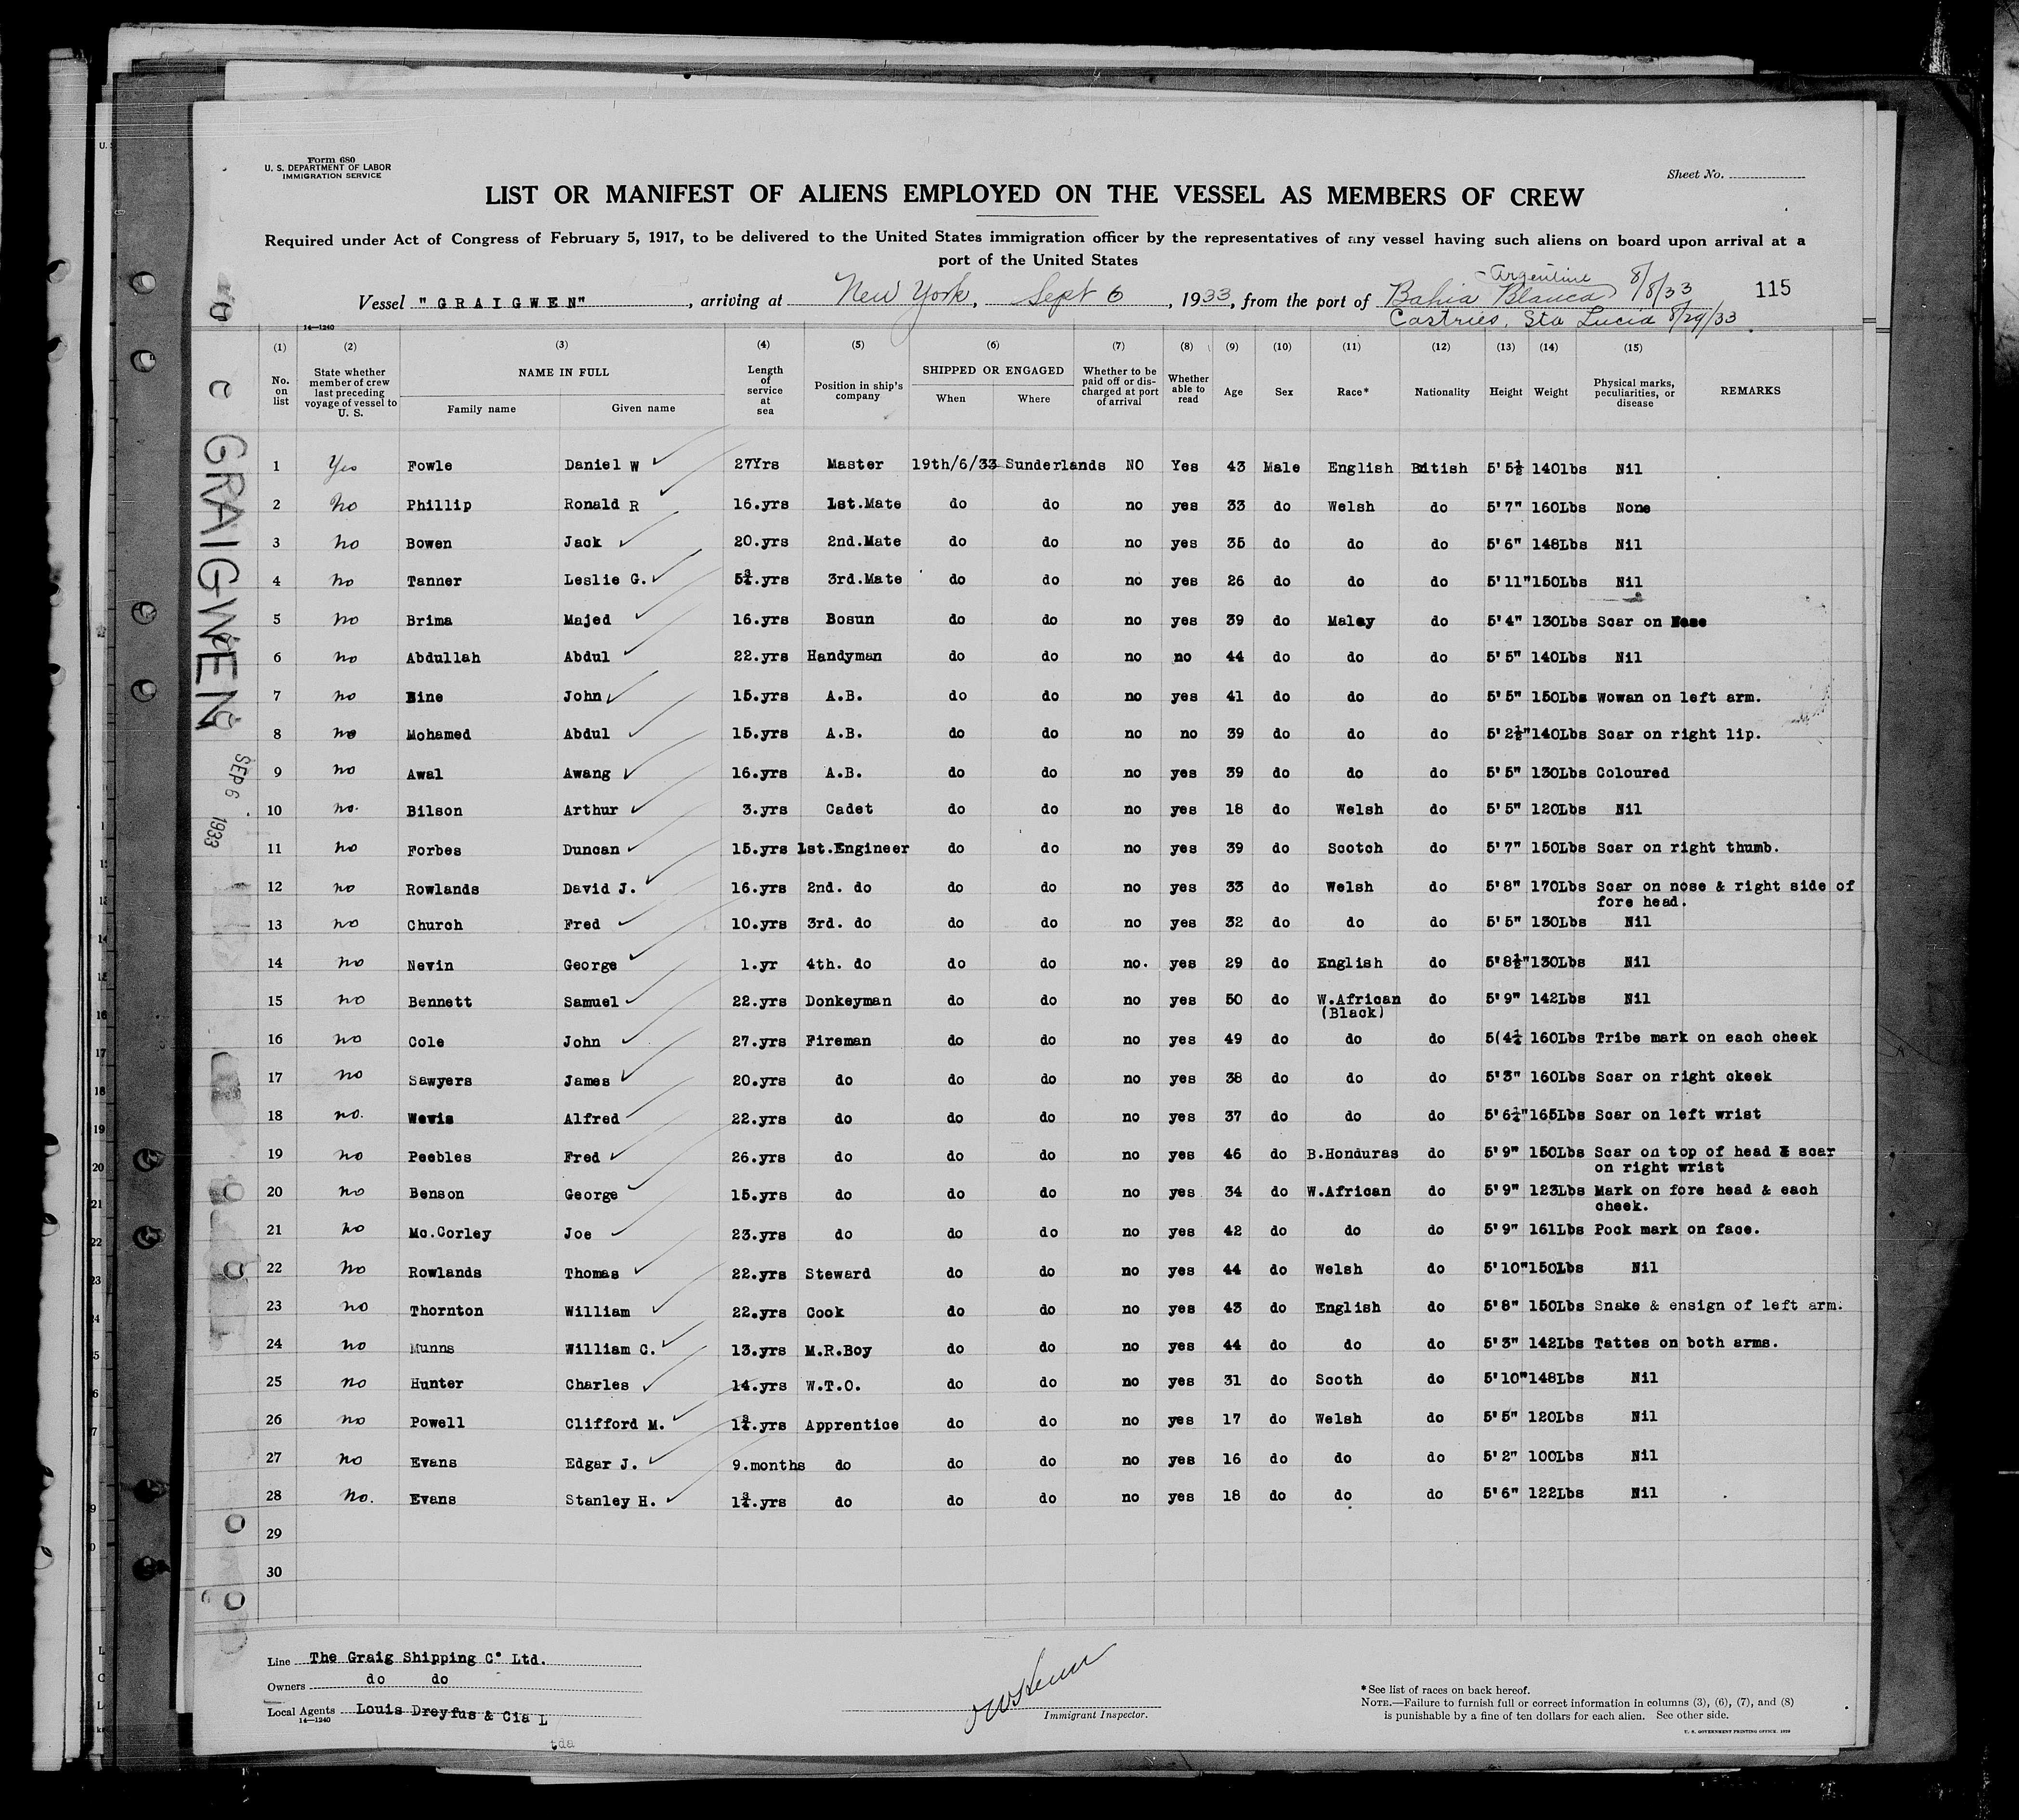 Form 680
U. S. DEPARTMENT OF LABOR
IMMIGRATION SERVICE
Sheet No.
LIST OR MANIFEST OF ALIENS EMPLOYED ON THE VESSEL AS MEMBERS OF CREW
Required under Act of Congress of February 5, 1917, to be delivered to the United States immigration officer by the representatives of any vessel having such aliens on board upon arrival at a
port of the United States
Argentine 8/8/33
Vessel "GRAIGWEN", arriving at New York, Sept 6, 1933, from the port of Bahia Blanca 115
Castries, Sta Lucia 8/29/33
14—1240
(1) (2) (3) (4) (5) (6) (7) (8) (9) (10) (11) (12) (13) (14) (15)
No. on list State whether member of crew last preceding voyage of vessel to U. S. NAME IN FULL Family name Given name Length of service at sea Position in ship's company SHIPPED OR ENGAGED When Where Whether to be paid off or discharged at port of arrival Whether able to read Age Sex Race* Nationality Height Weight Physical marks, peculiarities, or disease REMARKS
1 Yes Fowle Daniel W 27Yrs Master 19th/6/33 Sunderlands NO Yes 43 Male English British 5'5½ 140lbs Nil
2 No Phillip Ronald R 16.yrs 1st.Mate do do no yes 33 do Welsh do 5'7" 160Lbs None
3 No Bowen Jack 20.yrs 2nd.Mate do do no yes 35 do do do 5'6" 148Lbs Nil
4 No Tanner Leslie G. 5¾.yrs 3rd.Mate do do no yes 26 do do do 5'11" 150Lbs Nil
5 No Brima Majed 16.yrs Bosun do do no yes 39 do Malay do 5'4" 130Lbs Scar on Nose
6 No Abdullah Abdul 22.yrs Handyman do do no no 44 do do do 5'5" 140Lbs Nil
7 No Bine John 15.yrs A.B. do do no yes 41 do do do 5'5" 150Lbs Wowan on left arm.
8 No Mohamed Abdul 15.yrs A.B. do do no no 39 do do do 5'2½" 140Lbs Scar on right lip.
9 No Awal Awang 16.yrs A.B. do do no yes 39 do do do 5'5" 130Lbs Coloured
10 No. Bilson Arthur 3.yrs Cadet do do no yes 18 do Welsh do 5'5" 120Lbs Nil
11 No Forbes Duncan 15.yrs 1st.Engineer do do no yes 39 do Scotch do 5'7" 150Lbs Scar on right thumb.
12 No Rowlands David J. 16.yrs 2nd. do do do no yes 33 do Welsh do 5'8" 170Lbs Scar on nose & right side of
fore head.
13 No Church Fred 10.yrs 3rd. do do do no yes 32 do do do 5'5" 130Lbs Nil
14 No Nevin George 1.yr 4th. do do do no. yes 29 do English do 5'8½" 130Lbs Nil
15 No Bennett Samuel 22.yrs Donkeyman do do no yes 50 do W.African do 5'9" 142Lbs Nil
(Black)
16 No Cole John 27.yrs Fireman do do no yes 49 do do do 5(4¼ 160Lbs Tribe mark on each cheek
17 No Sawyers James 20.yrs do do do no yes 38 do do do 5'3" 160Lbs Scar on right ckeek
18 No. Wewis Alfred 22.yrs do do do no yes 37 do do do 5'6¼" 165Lbs Scar on left wrist
19 No Peebles Fred 26.yrs do do do no yes 46 do B.Honduras do 5'9" 150Lbs Scar on top of head & scar
on right wrist
20 No Benson George 15.yrs do do do no yes 34 do W.African do 5'9" 123Lbs Mark on fore head & each
cheek.
21 No Mc.Corley Joe 23.yrs do do do no yes 42 do do do 5'9" 161Lbs Pock mark on face.
22 No Rowlands Thomas 22.yrs Steward do do no yes 44 do Welsh do 5'10" 150Lbs Nil
23 No Thornton William 22.yrs Cook do do no yes 43 do English do 5'8" 150Lbs Snake & ensign of left arm.
24 No Munns William C. 13.yrs M.R.Boy do do no yes 44 do do do 5'3" 142Lbs Tattes on both arms.
25 No Hunter Charles 14.yrs W.T.O. do do no yes 31 do Scoth do 5'10" 148Lbs Nil
26 No Powell Clifford M. 1¾.yrs Apprentice do do no yes 17 do Welsh do 5'5" 120Lbs Nil
27 No Evans Edgar J. 9.months do do do no yes 16 do do do 5'2" 100Lbs Nil
28 No. Evans Stanley H. 1¾.yrs do do do no yes 18 do do do 5'6" 122Lbs Nil
29
30
GRAIGWEN
SEP 6 1933
Line The Graig Shipping Co Ltd.
Owners do do
Local Agents Louis Dreyfus & Cia L
14—1240
tda
Immigrant Inspector.
*See list of races on back hereof.
NOTE.—Failure to furnish full or correct information in columns (3), (6), (7), and (8)
is punishable by a fine of ten dollars for each alien. See other side.
U. S. GOVERNMENT PRINTING OFFICE. 1928